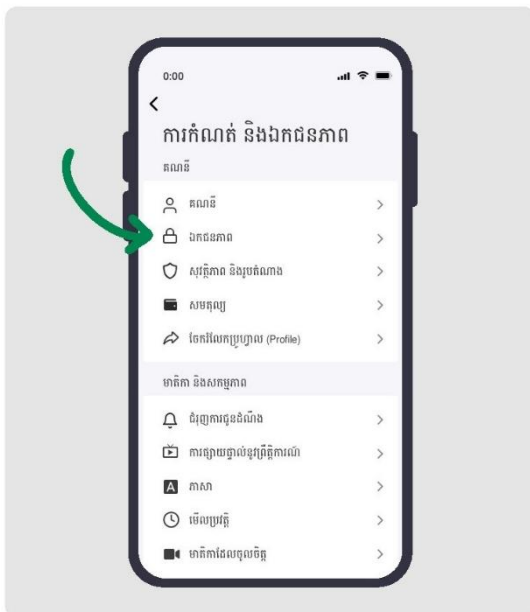 0:00
ការកំណត់ និងឯកជនភាព
គណនី
គណនី
ឯកជនភាព
សុវត្ថិភាព និងរូបតំណាង
សមតុល្យ
ចែករំលែកប្រូហ្វាល (Profile)
មាតិកា និងសកម្មភាព
ជំរុញការជូនដំណឹង
ការផ្សាយផ្ទាល់នូវព្រឹត្តិការណ៍
A ភាសា
មើលប្រវត្តិ
មាតិកាដែលចូលចិត្ត